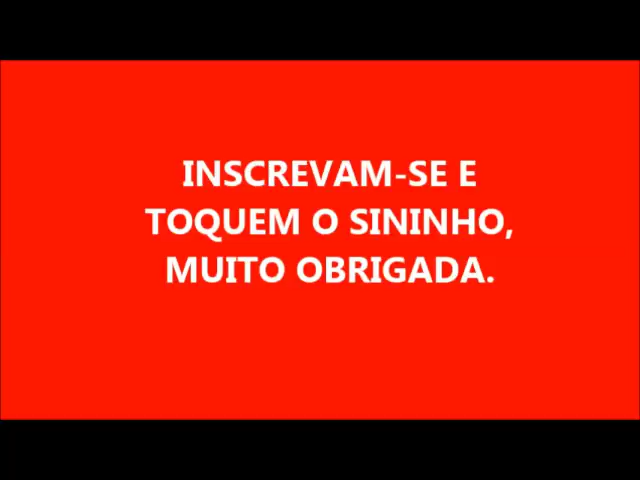 INSCREVAM-SE E
TOQUEM O SININHO,
MUITO OBRIGADA.